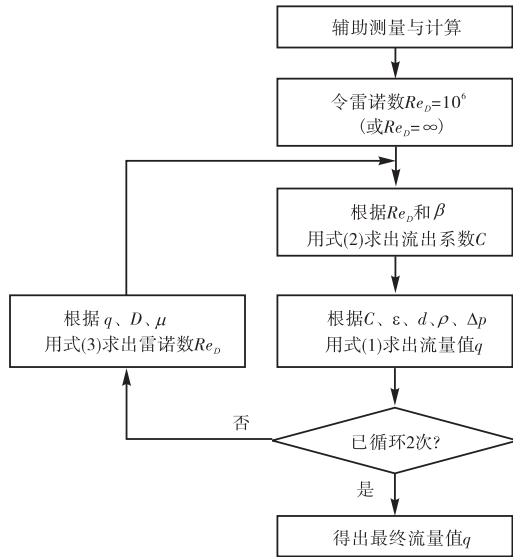 辅助测量与计算
令雷诺数Re_D=10⁶
(或Re_D=∞)
根据Re_D和β
用式(2)求出流出系数C
根据q、D、μ
用式(3)求出雷诺数Re_D
根据C、ε、d、ρ、Δp
用式(1)求出流量值q
否
已循环2次?
是
得出最终流量值q